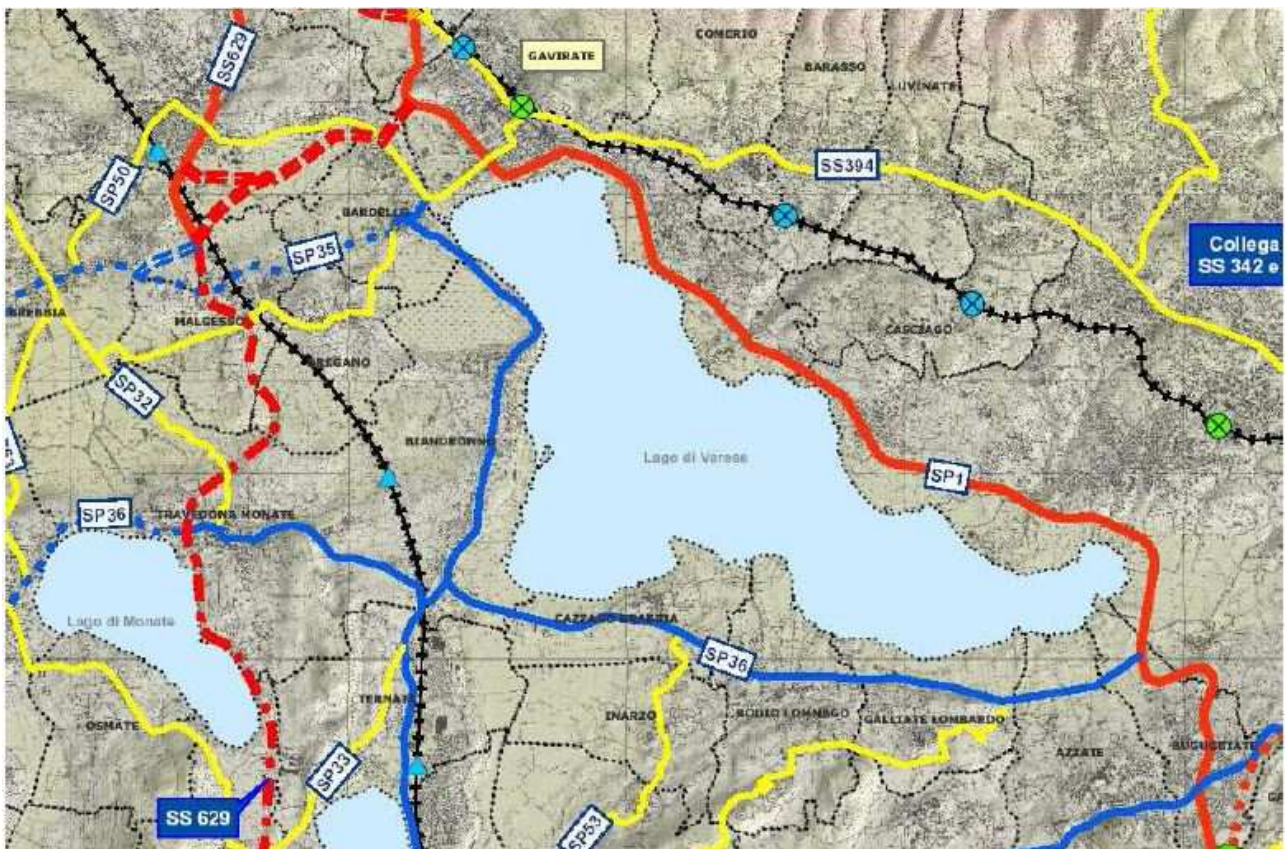 COMERIO
GAVIRATE
BARASSO
SS629
LUVINATE
SS394
SP50
BARDELLO
SP35
Collega
SS 342 e
BREBBIA
MALGESSO
CASCIAGO
BREGANO
SP32
BIANDRONNO
Lago di Varese
SP1
SP36
TRAVEDONA MONATE
Lago di Monate
CAZZAGO BRABBIA
SP36
TERNATE
OSMATE
INARZO
BODIO LOMNAGO
GALLIATE LOMBARDO
AZZATE
BUGUGGIATE
SP33
SS 629
SP53